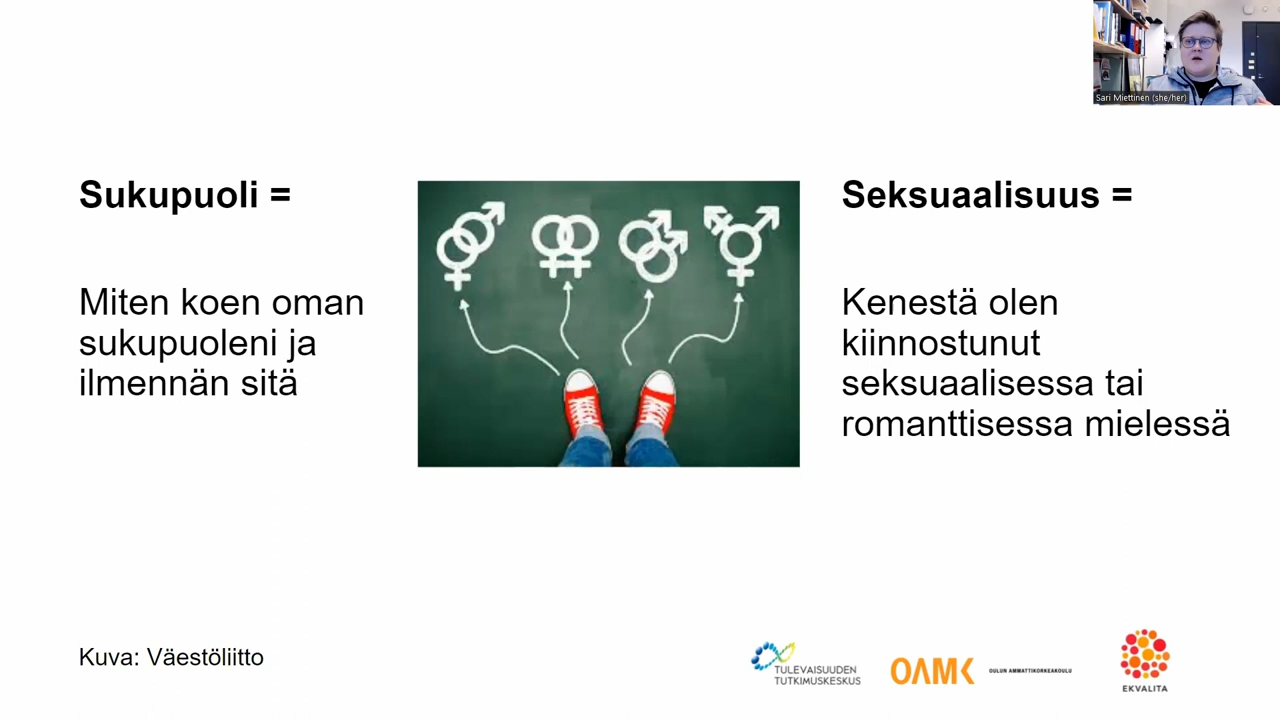 Sari Miettinen (she/her)
Sukupuoli =
Miten koen oman
sukupuoleni ja
ilmennän sitä
Seksuaalisuus =
Kenestä olen
kiinnostunut
seksuaalisessa tai
romanttisessa mielessä
Kuva: Väestöliitto
TULEVAISUUDEN
TUTKIMUSKESKUS
OAMK
OULUN AMMATTIKORKEAKOULU
EKVALITA